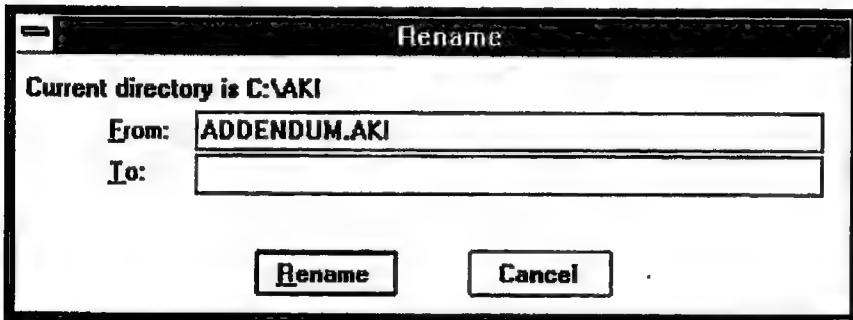 Rename
Current directory is C:\AKI
From: ADDENDUM.AKI
To:
Rename Cancel